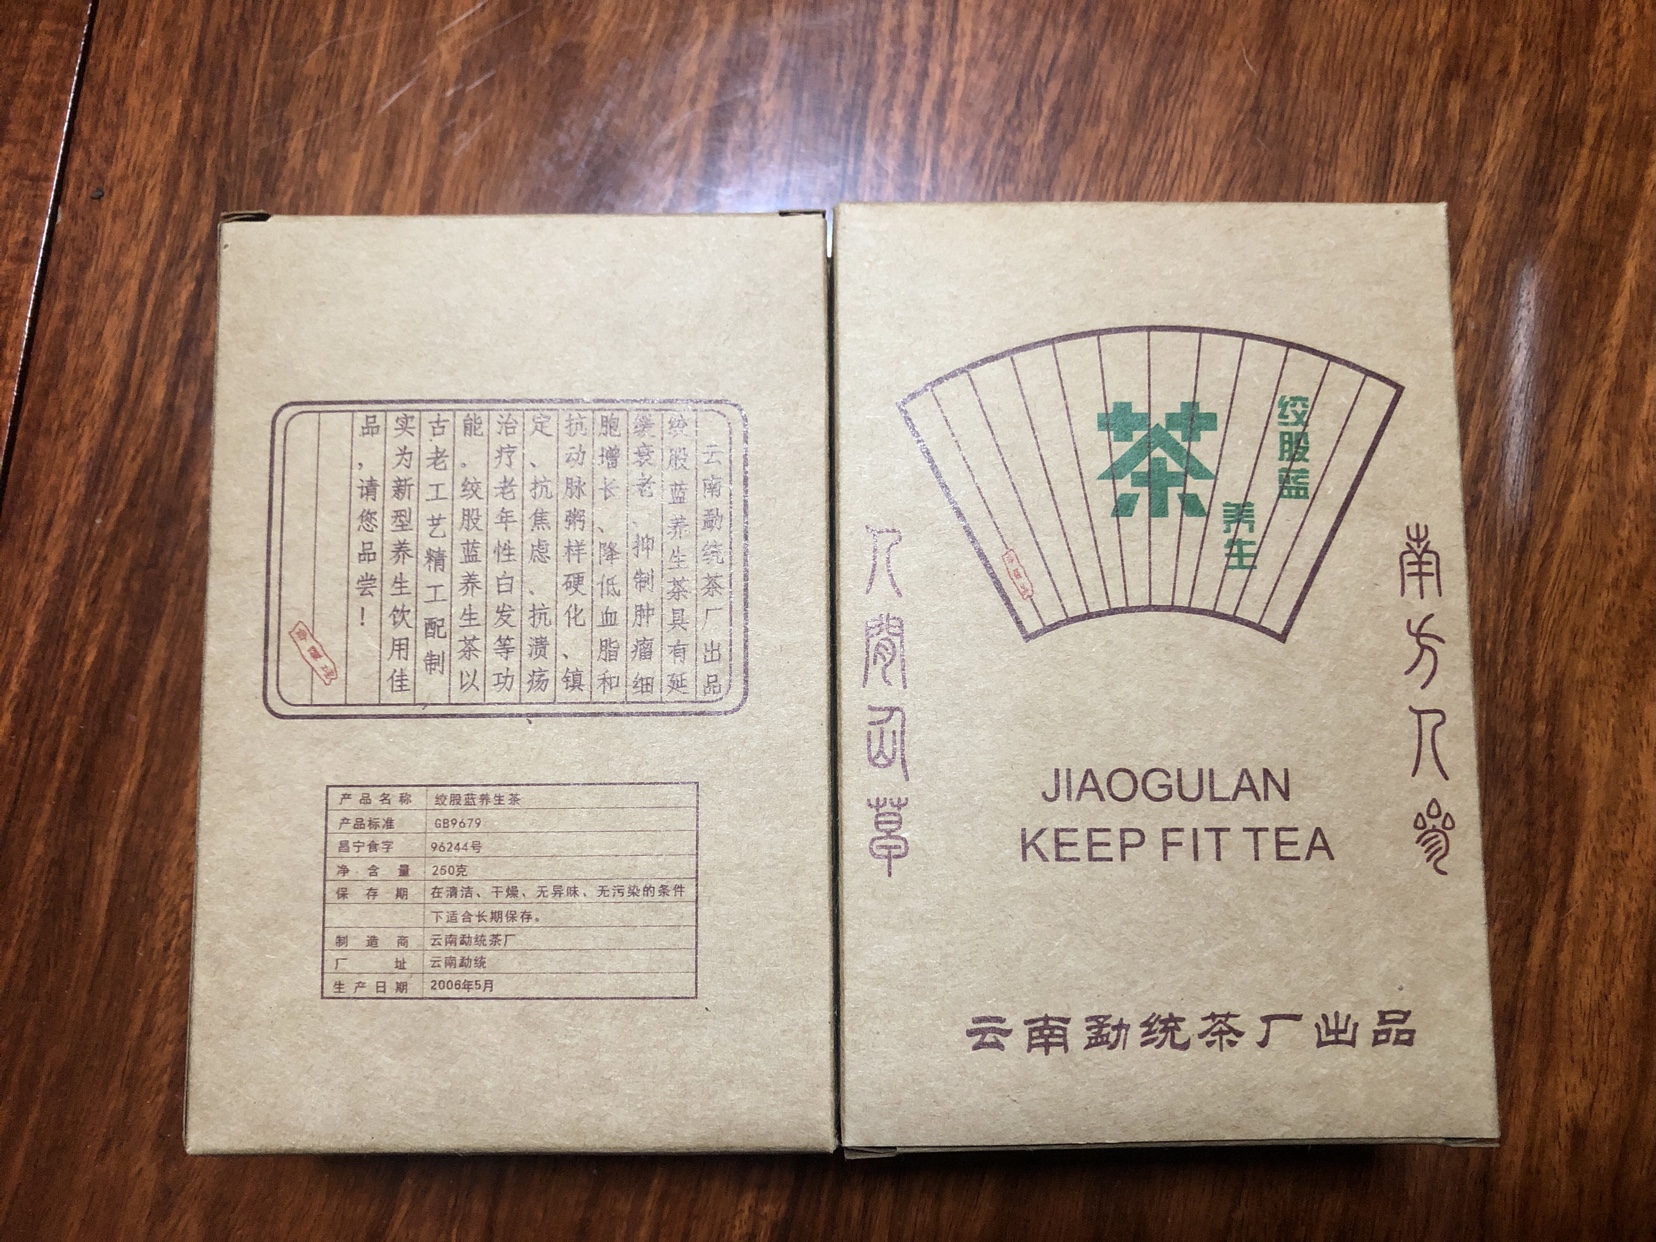 云南勐统茶厂出品
绞股蓝养生茶具有延
缓衰老、抑制肿瘤细
胞增长、降低血脂和
抗动脉粥样硬化、镇
定、抗焦虑、抗溃疡
治疗老年性白发等功
能。绞股蓝养生茶以
古老工艺精工配制,
实为新型养生饮用佳
品,请您品尝!
产品名称 绞股蓝养生茶
产品标准 GB9679
昌宁食字 96244号
净含量 250克
保存期 在清洁、干燥、无异味、无污染的条件
下适合长期保存。
制造商 云南勐统茶厂
厂址 云南勐统
生产日期 2006年5月
绞股蓝
养生
茶
南方人参
人间仙草
JIAOGULAN
KEEP FIT TEA
云南勐统茶厂出品